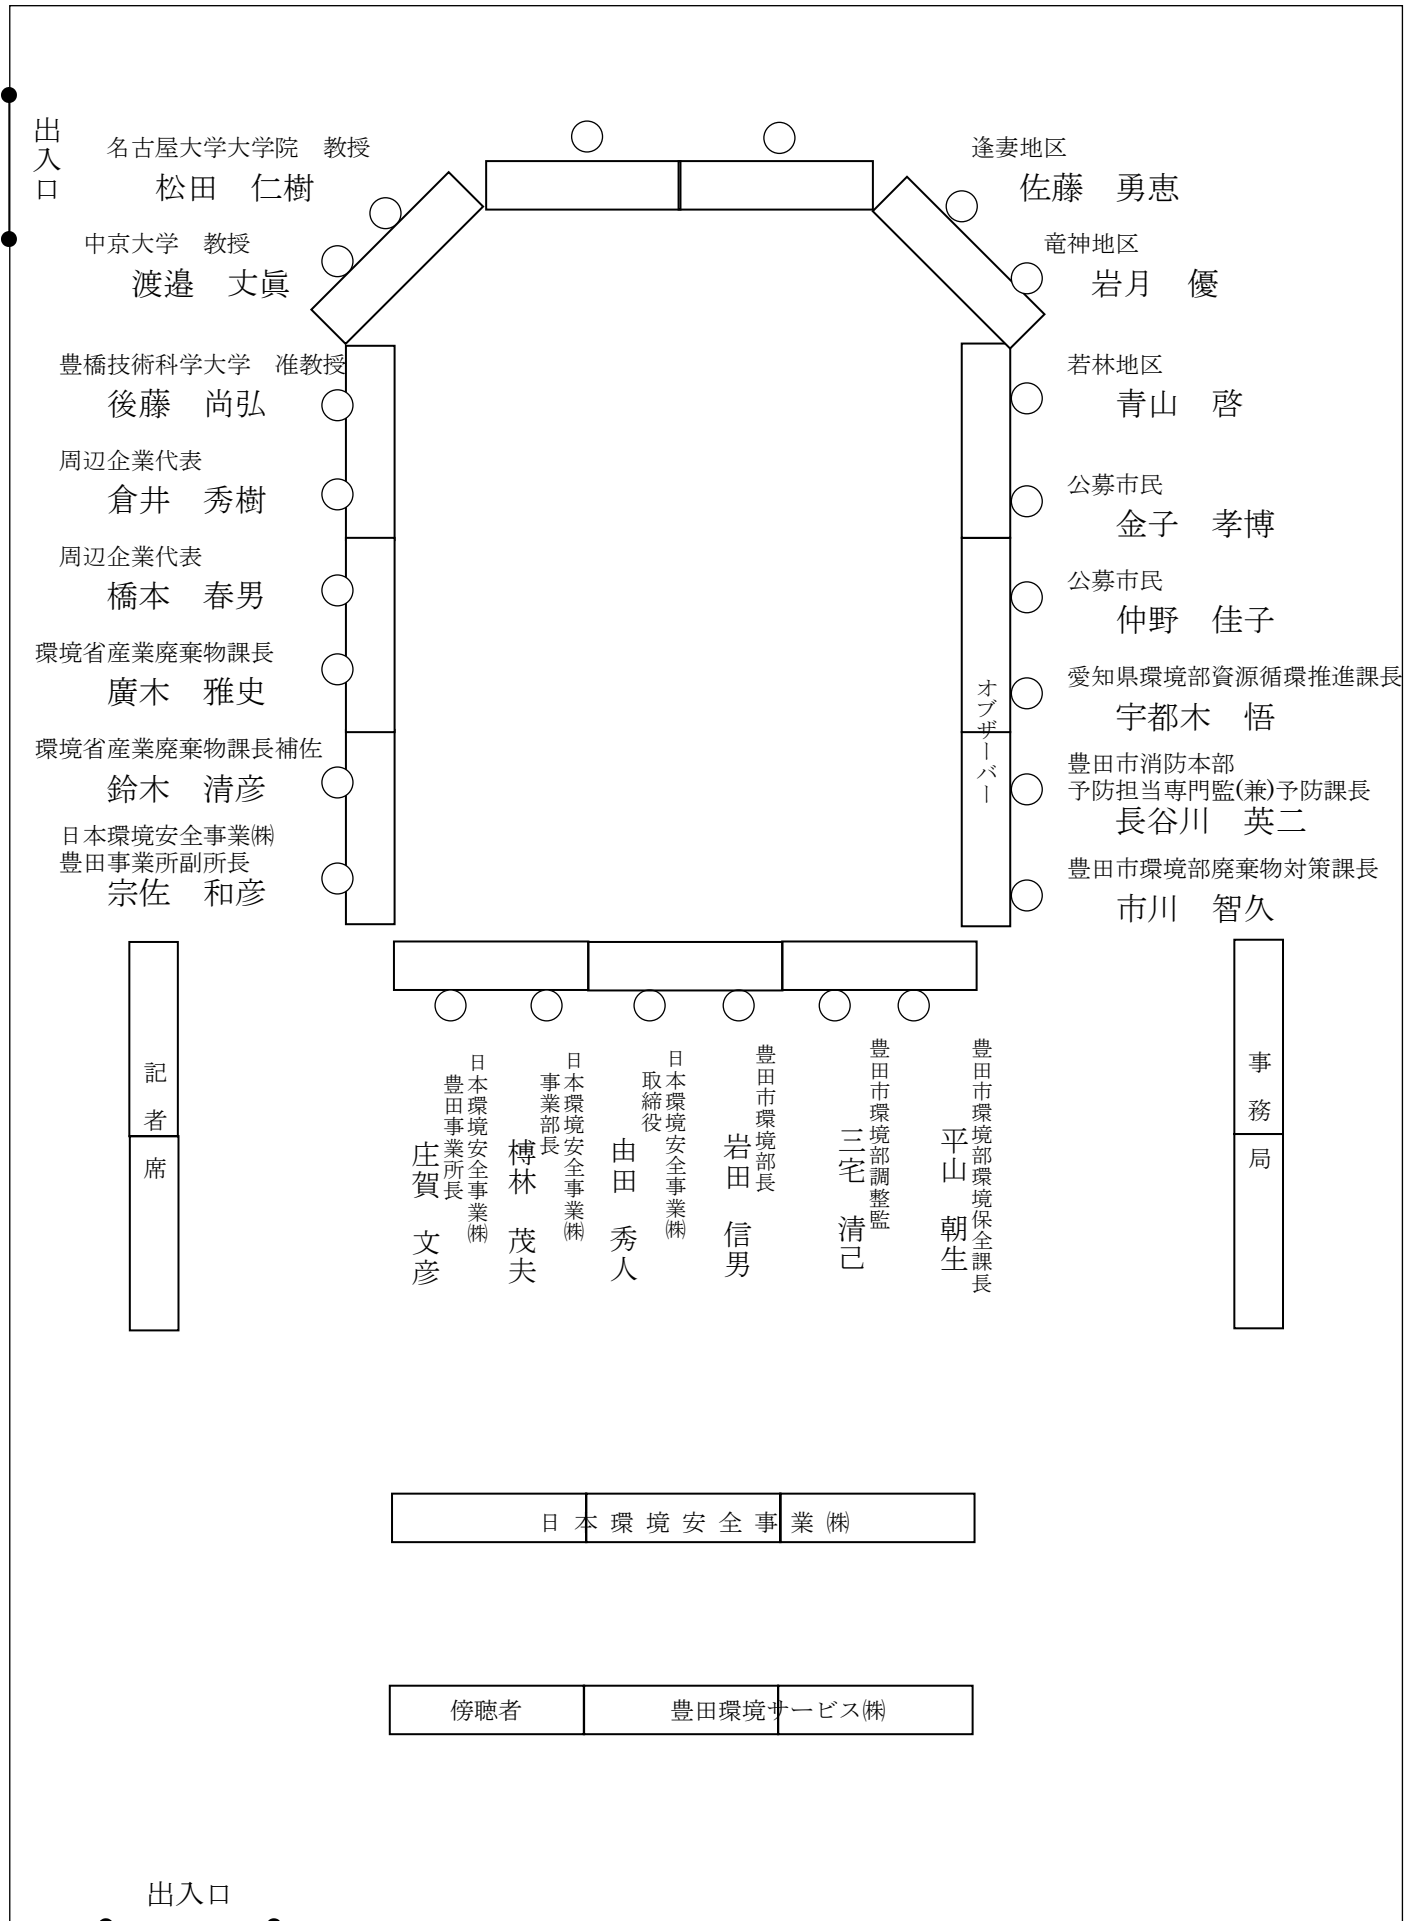 出入口
名古屋大学大学院　教授
松田　仁樹
中京大学　教授
渡邉　丈眞
豊橋技術科学大学　准教授
後藤　尚弘
周辺企業代表
倉井　秀樹
周辺企業代表
橋本　春男
環境省産業廃棄物課長
廣木　雅史
環境省産業廃棄物課長補佐
鈴木　清彦
日本環境安全事業㈱
豊田事業所副所長
宗佐　和彦
逢妻地区
佐藤　勇恵
竜神地区
岩月　優
若林地区
青山　啓
公募市民
金子　孝博
公募市民
仲野　佳子
愛知県環境部資源循環推進課長
宇都木　悟
豊田市消防本部
予防担当専門監(兼)予防課長
長谷川　英二
豊田市環境部廃棄物対策課長
市川　智久
オブザーバー
記者席
日本環境安全事業㈱
豊田事業所長
庄賀　文彦
日本環境安全事業㈱
事業部長
榑林　茂夫
日本環境安全事業㈱
取締役
由田　秀人
豊田市環境部長
岩田　信男
豊田市環境部調整監
三宅　清己
豊田市環境部環境保全課長
平山　朝生
事務局
日本環境安全事業㈱
傍聴者
豊田環境サービス㈱
出入口